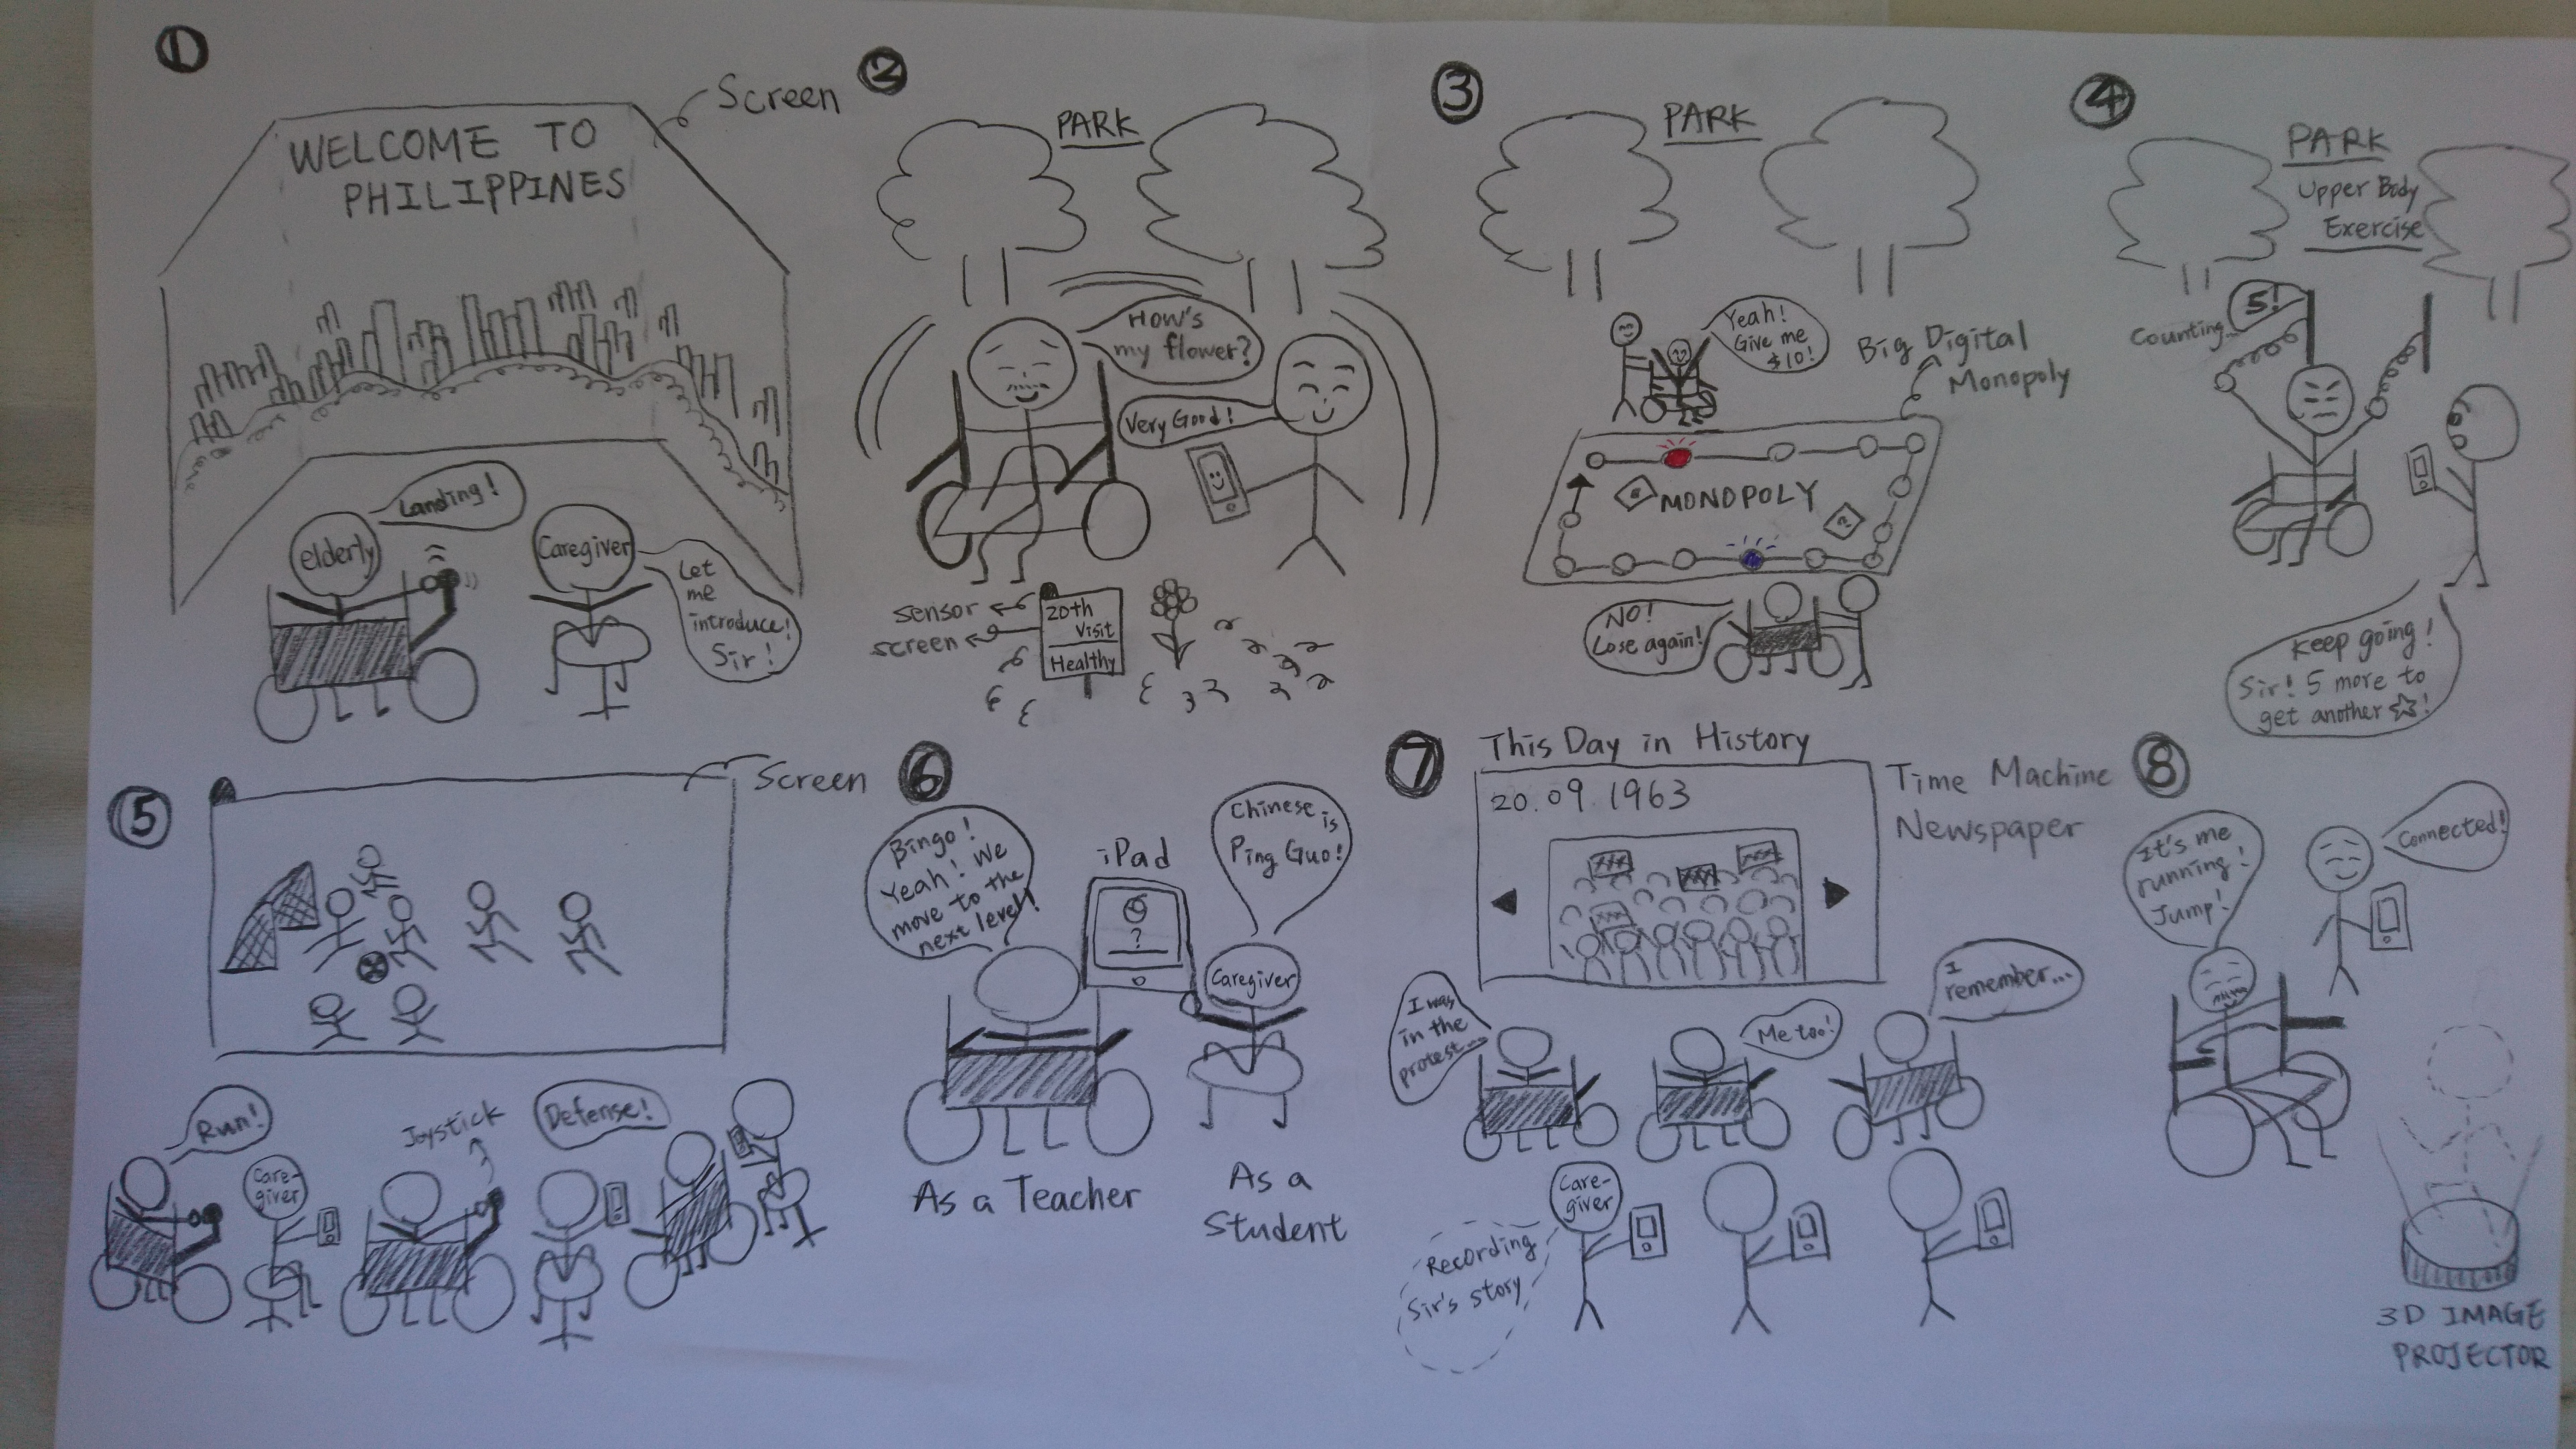 1
Screen
WELCOME TO
PHILIPPINES
Landing!
elderly
Caregiver
Let
me
introduce!
Sir!
2
PARK
How's
my flower?
Very Good!
sensor
screen
20th
Visit
Healthy
3
PARK
Yeah!
Give me
$10!
Big Digital
Monopoly
MONOPOLY
?
NO!
Lose again!
4
PARK
Upper Body
Exercise
5!
Counting...
Keep going!
Sir! 5 more to
get another ☆!
5
Screen
Run!
Care-
giver
Joystick
Defense!
6
Bingo!
Yeah! We
move to the
next level!
iPad
?
Chinese is
Ping Guo!
Caregiver
As a Teacher
As a
Student
7
This Day in History
20.09.1963
XXX
XXX
XXX
XXX
Time Machine
Newspaper
I was
in the
protest...
Me too!
I
remember...
Care-
giver
Recording
Sir's story
8
It's me
running!
Jump!
Connected!
3D IMAGE
PROJECTOR